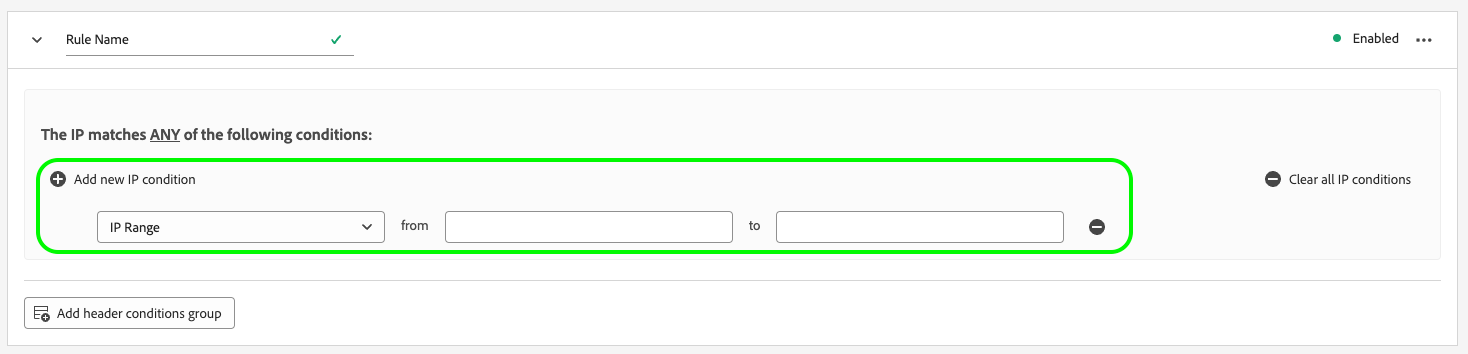 Rule Name
Enabled
The IP matches ANY of the following conditions:
Add new IP condition
Clear all IP conditions
IP Range from to
Add header conditions group